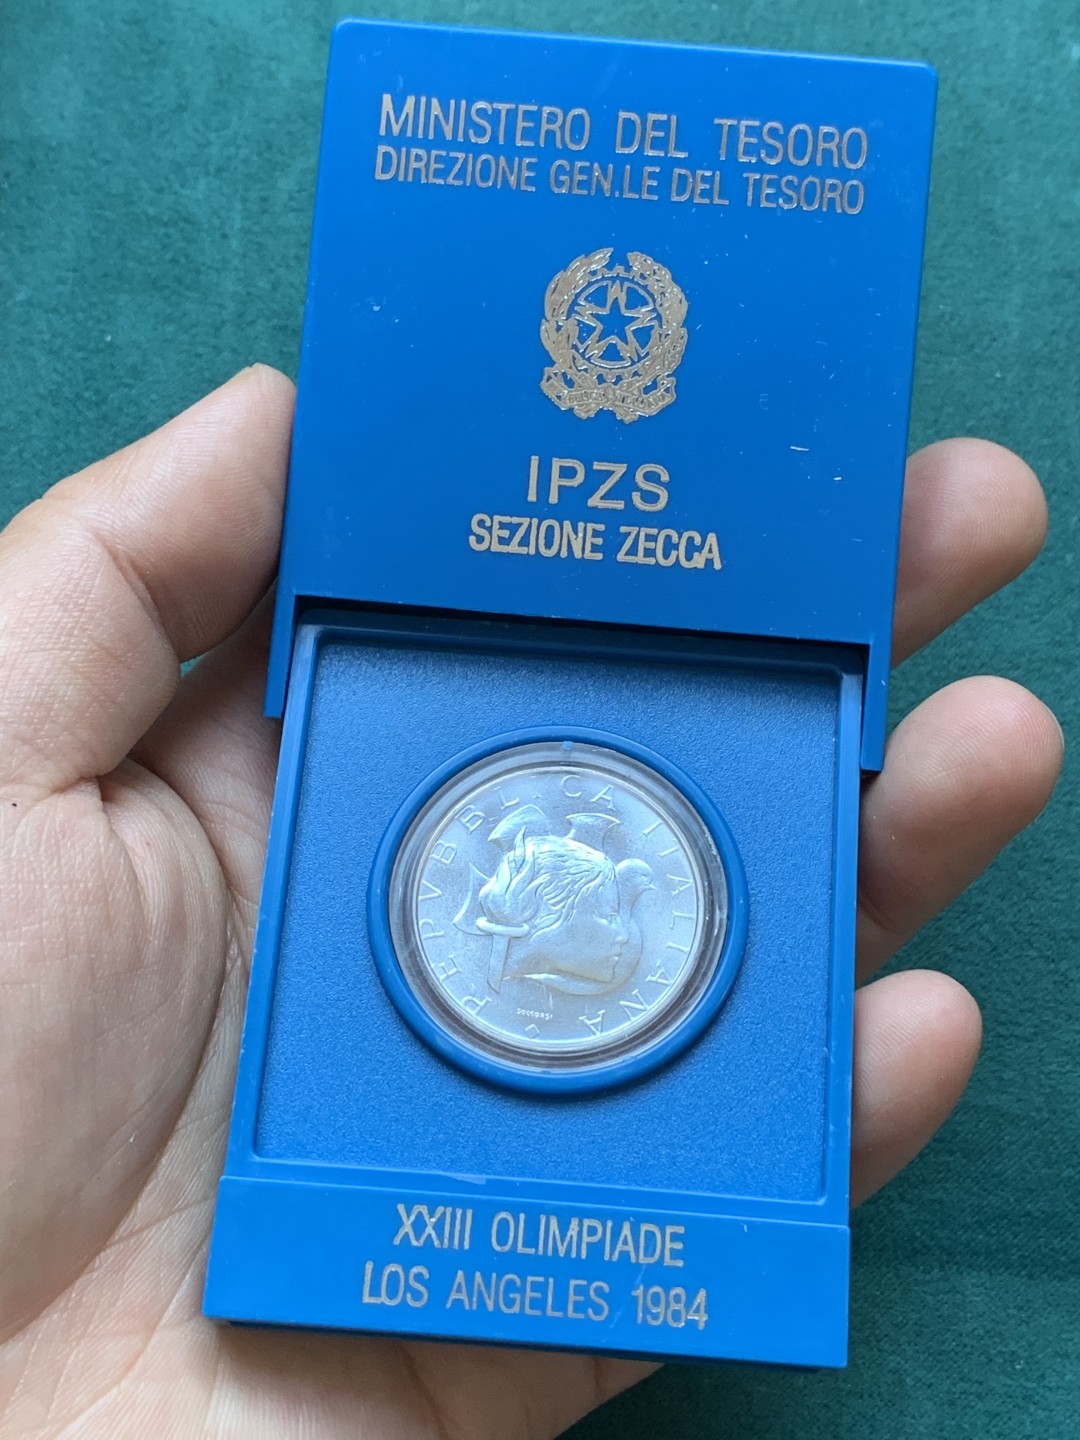 MINISTERO DEL TESORO
DIREZIONE GEN.LE DEL TESORO
IPZS
SEZIONE ZECCA
REPVBBLICA ITALIANA
XXIII OLIMPIADE
LOS ANGELES 1984